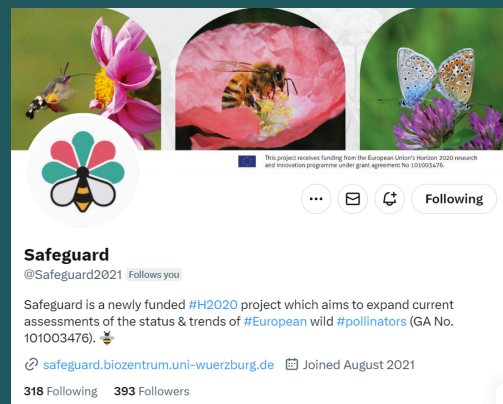 This project receives funding from the European Union's Horizon 2020 research
and innovation programme under grant agreement No 101003476.
Following
Safeguard
@Safeguard2021 Follows you
Safeguard is a newly funded #H2020 project which aims to expand current
assessments of the status & trends of #European wild #pollinators (GA No.
101003476). 🐝
safeguard.biozentrum.uni-wuerzburg.de Joined August 2021
318 Following 393 Followers